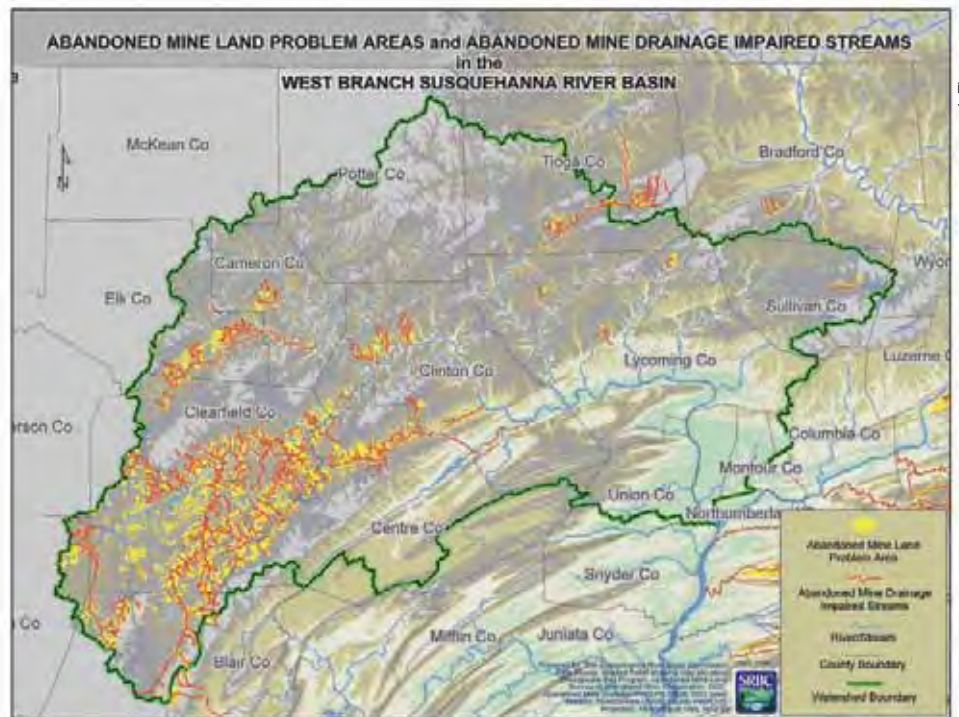 ABANDONED MINE LAND PROBLEM AREAS and ABANDONED MINE DRAINAGE IMPAIRED STREAMS
in the
WEST BRANCH SUSQUEHANNA RIVER BASIN
McKean Co
Potter Co
Tioga Co
Bradford Co
N
Cameron Co
Elk Co
Wyon
Sullivan Co
Luzerne C
Lycoming Co
Clinton Co
Clearfield Co
erson Co
Columbia Co
Montour Co
Union Co
Northumberla
Centre Co
Snyder Co
Co
Mifflin Co
Juniata Co
Blair Co
Abandoned Mine Land
Problem Area
Abandoned Mine Drainage
Impaired Streams
River/Stream
County Boundary
Watershed Boundary
SRBC